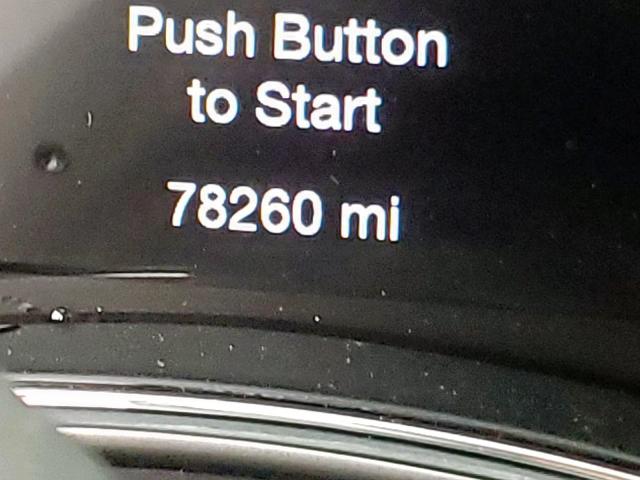 Push Button
to Start
78260 mi